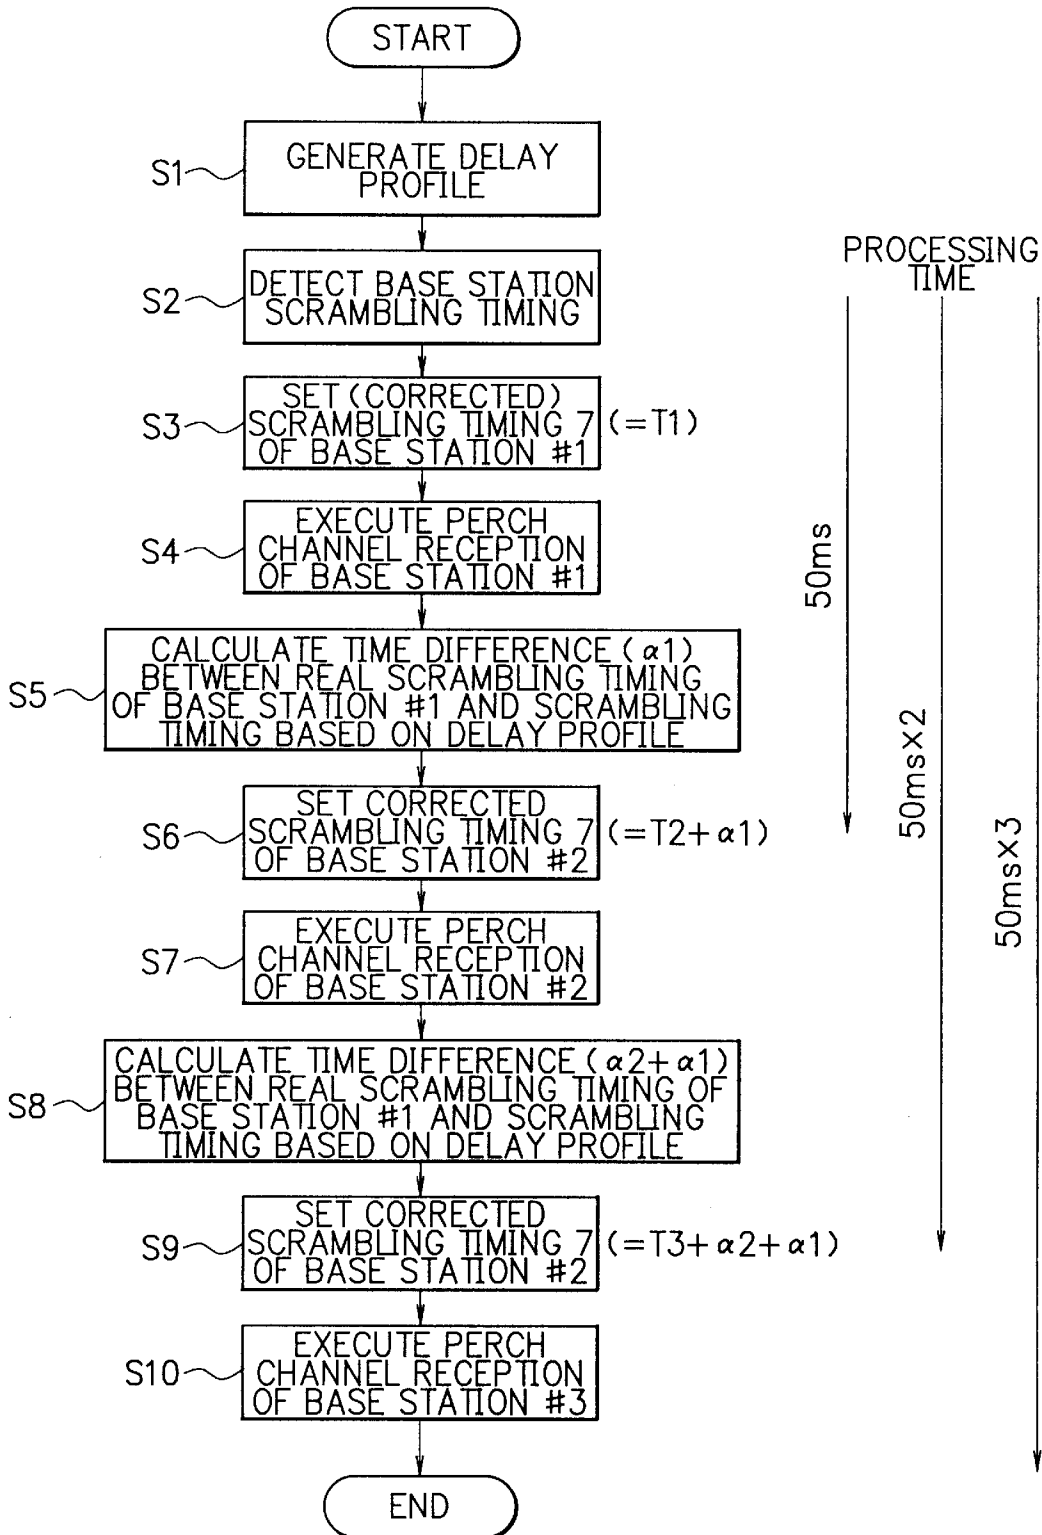 START
S1
GENERATE DELAY
PROFILE
PROCESSING
TIME
S2
DETECT BASE STATION
SCRAMBLING TIMING
S3
SET (CORRECTED)
SCRAMBLING TIMING 7
OF BASE STATION #1
(=T1)
S4
EXECUTE PERCH
CHANNEL RECEPTION
OF BASE STATION #1
50ms
S5
CALCULATE TIME DIFFERENCE (α1)
BETWEEN REAL SCRAMBLING TIMING
OF BASE STATION #1 AND SCRAMBLING
TIMING BASED ON DELAY PROFILE
50ms×2
S6
SET CORRECTED
SCRAMBLING TIMING 7
OF BASE STATION #2
(=T2+α1)
50ms×3
S7
EXECUTE PERCH
CHANNEL RECEPTION
OF BASE STATION #2
S8
CALCULATE TIME DIFFERENCE (α2+α1)
BETWEEN REAL SCRAMBLING TIMING OF
BASE STATION #1 AND SCRAMBLING
TIMING BASED ON DELAY PROFILE
S9
SET CORRECTED
SCRAMBLING TIMING 7
OF BASE STATION #2
(=T3+α2+α1)
S10
EXECUTE PERCH
CHANNEL RECEPTION
OF BASE STATION #3
END